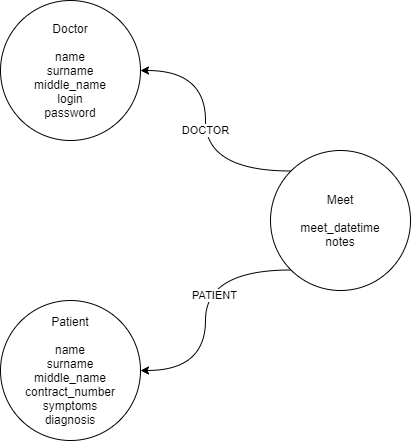 Doctor
name
surname
middle_name
login
password
DOCTOR
Meet
meet_datetime
notes
PATIENT
Patient
name
surname
middle_name
contract_number
symptoms
diagnosis